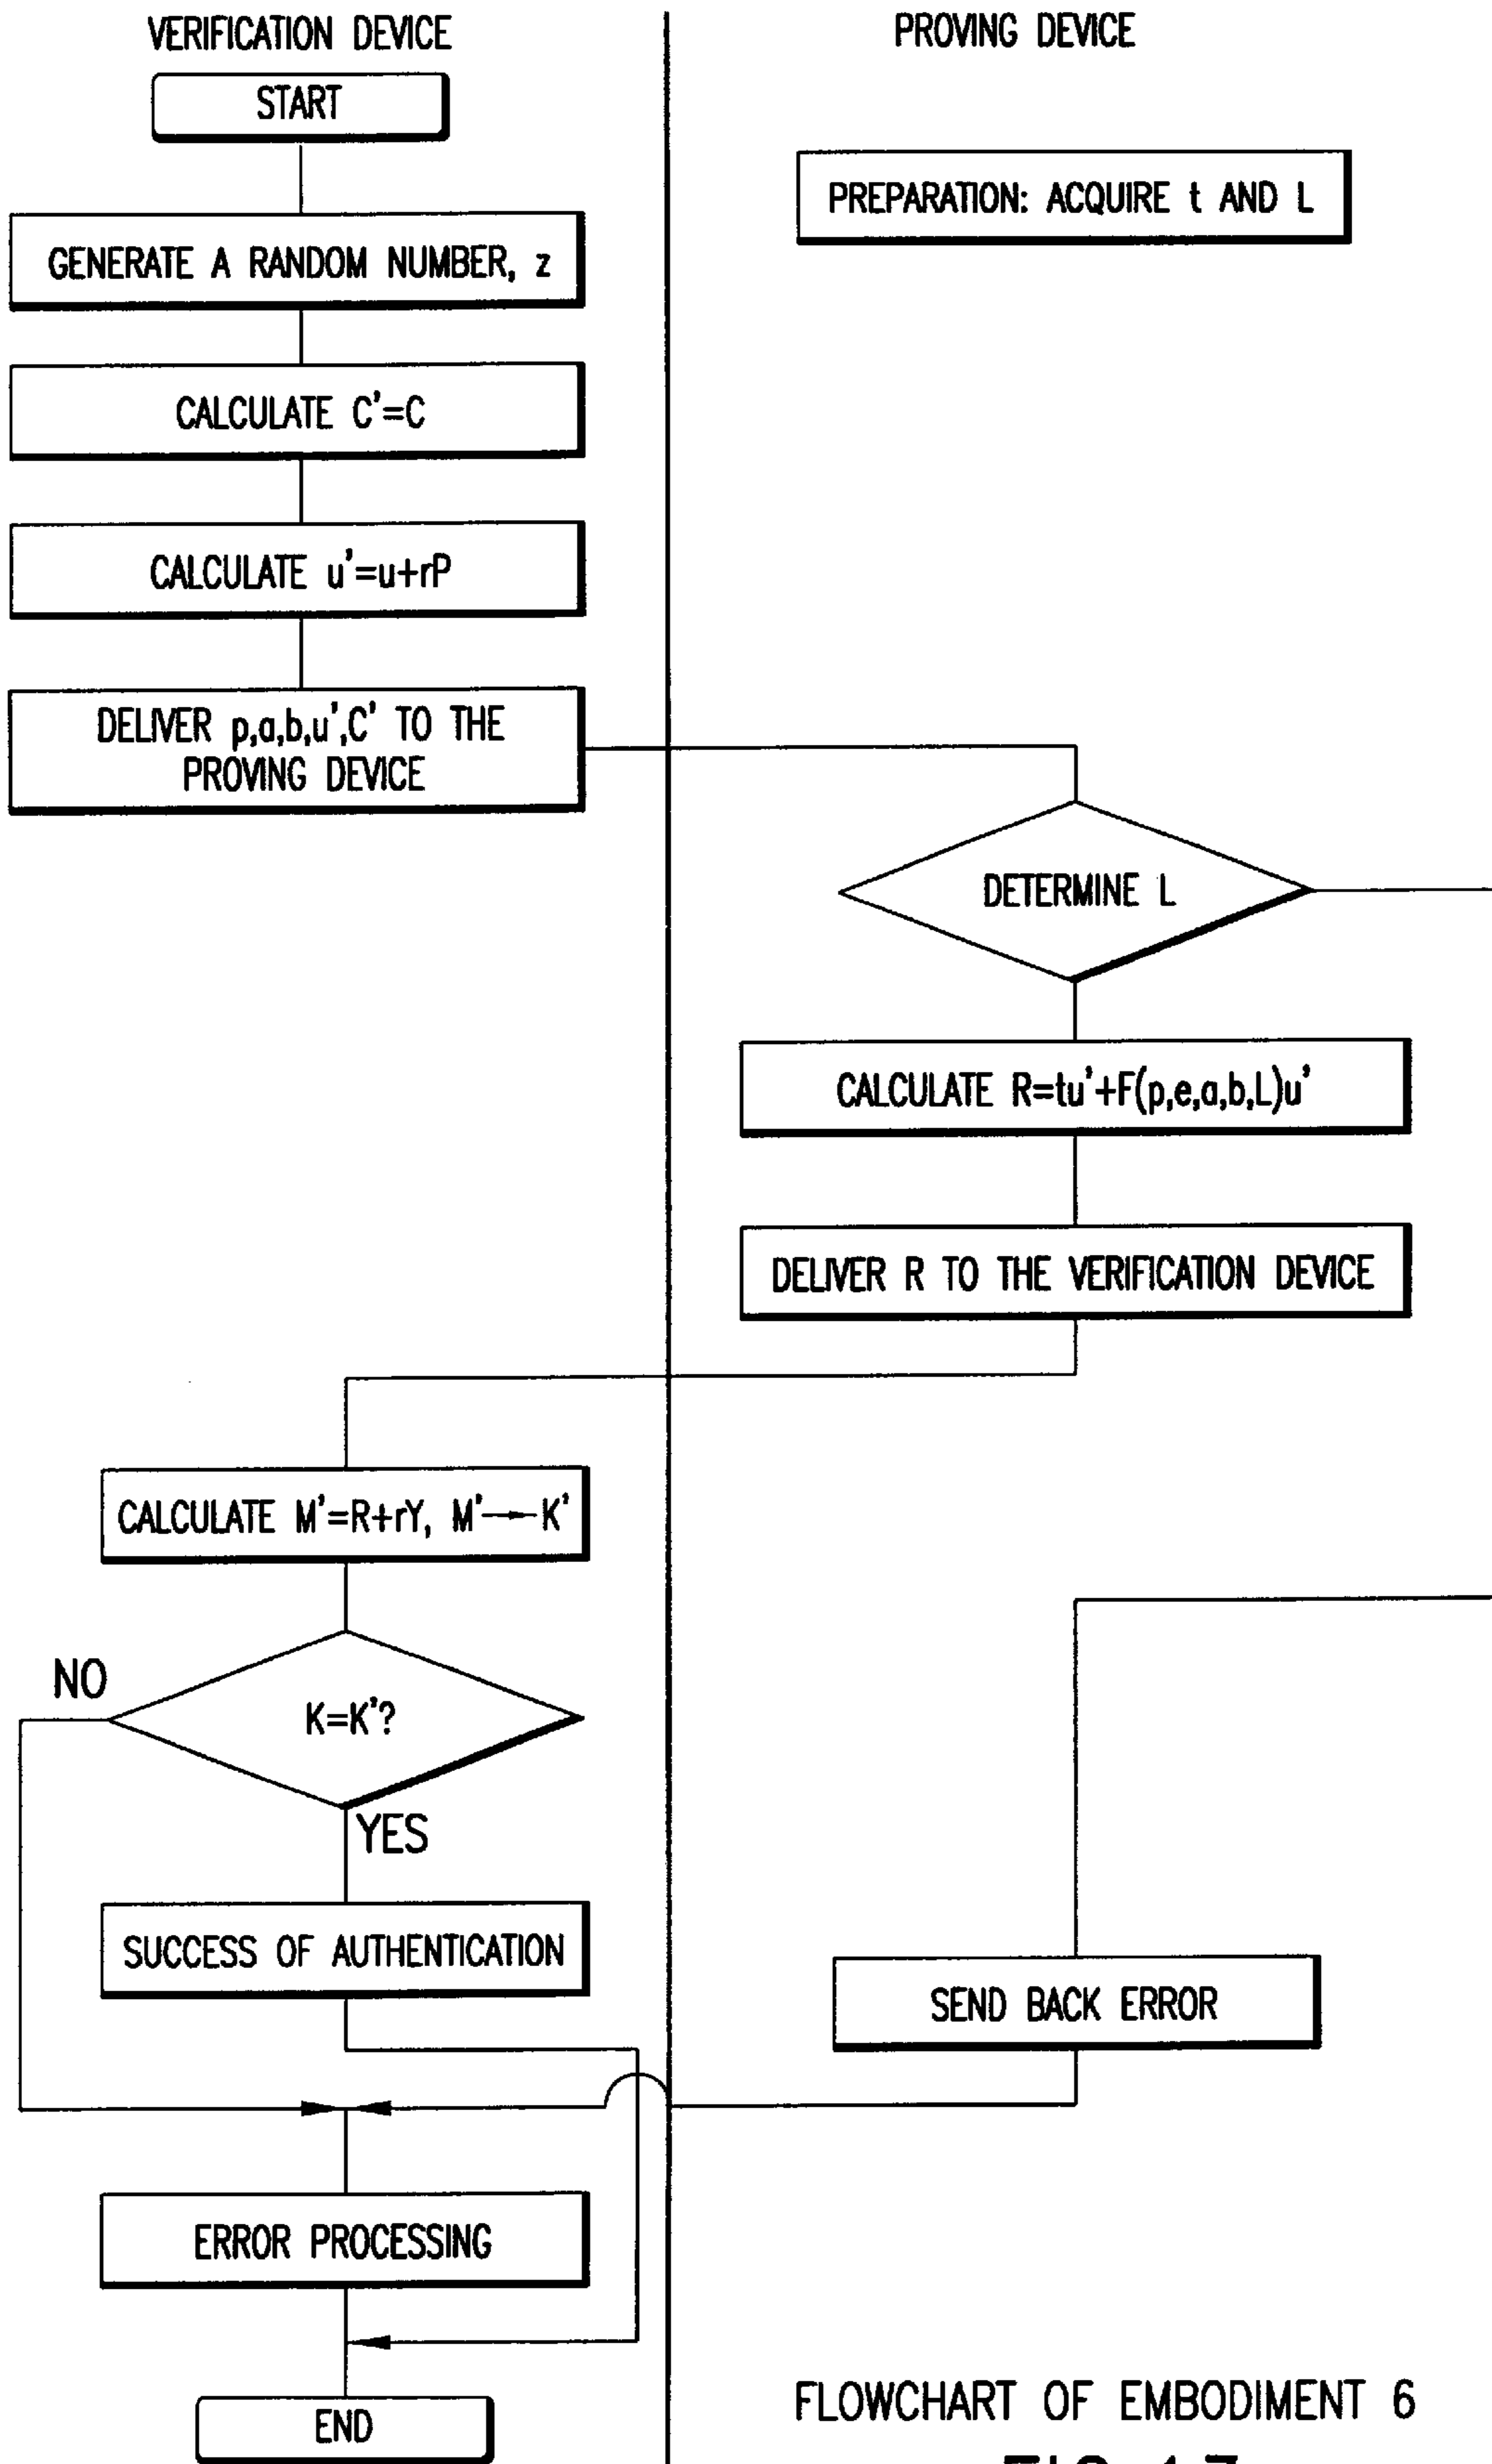 VERIFICATION DEVICE
PROVING DEVICE
START
PREPARATION: ACQUIRE t AND L
GENERATE A RANDOM NUMBER, z
CALCULATE C'=C
CALCULATE u'=u+rP
DELIVER p,a,b,u',C' TO THE
PROVING DEVICE
DETERMINE L
CALCULATE R=tu'+F(p,e,a,b,L)u'
DELIVER R TO THE VERIFICATION DEVICE
CALCULATE M'=R+rY, M'→K'
NO
K=K'?
YES
SUCCESS OF AUTHENTICATION
SEND BACK ERROR
ERROR PROCESSING
END
FLOWCHART OF EMBODIMENT 6